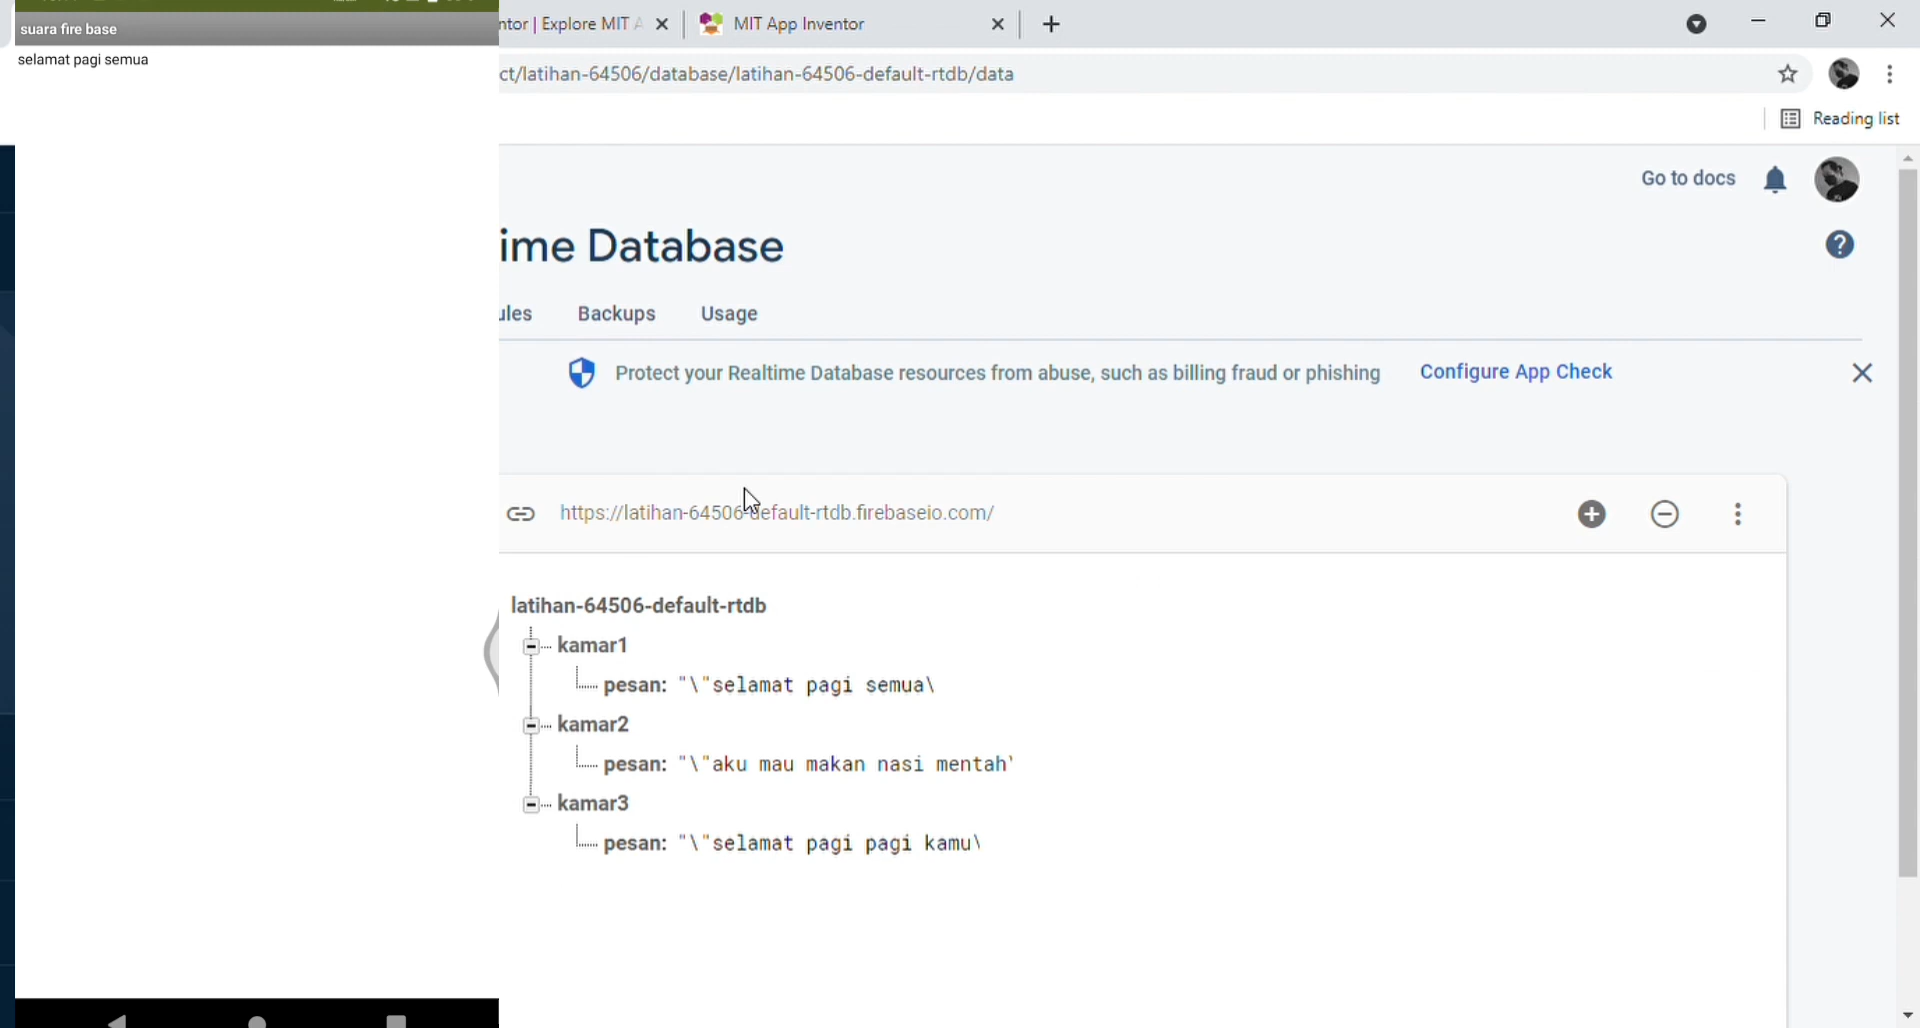 suara fire base
selamat pagi semua
ntor | Explore MIT A
MIT App Inventor
ct/latihan-64506/database/latihan-64506-default-rtdb/data
Reading list
Go to docs
ime Database
ules Backups Usage
Protect your Realtime Database resources from abuse, such as billing fraud or phishing Configure App Check
https://latihan-64506-default-rtdb.firebaseio.com/
latihan-64506-default-rtdb
kamar1
pesan: "\"selamat pagi semua\
kamar2
pesan: "\"aku mau makan nasi mentah\
kamar3
pesan: "\"selamat pagi pagi kamu\